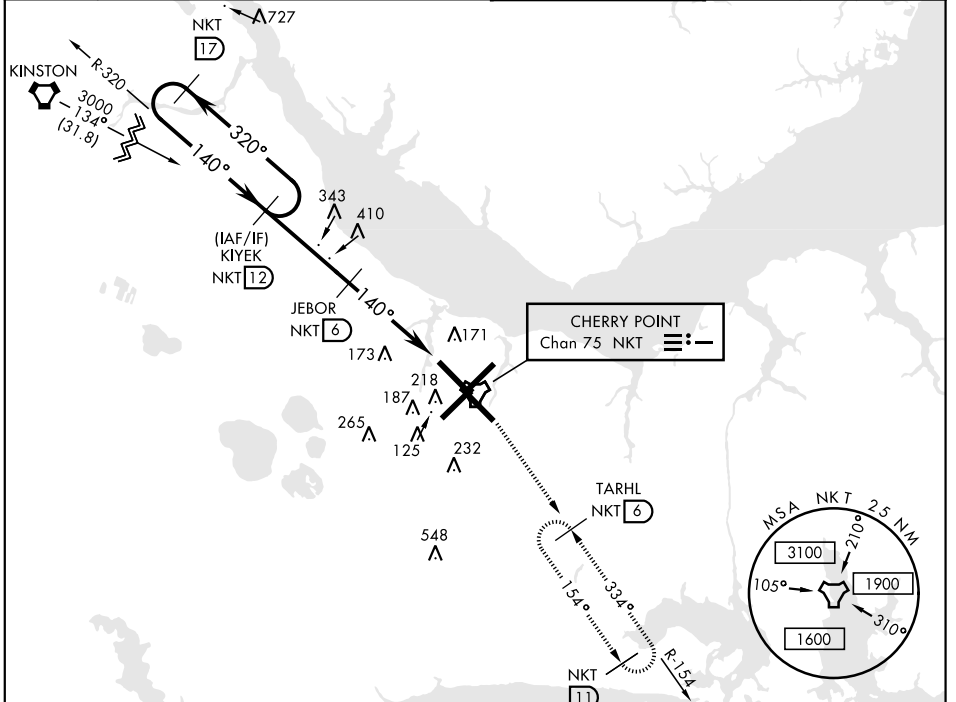 727
NKT
17
KINSTON
R-320
3000
134°
(31.8)
320°
140°
343
410
(IAF/IF)
KIYEK
NKT 12
JEBOR
NKT 6
140°
CHERRY POINT
Chan 75 NKT
171
173
218
187
265
125
232
TARHL
NKT 6
548
154°
334°
NKT
11
R-154
MSA NKT 25 NM
3100
210°
105°
1900
310°
1600